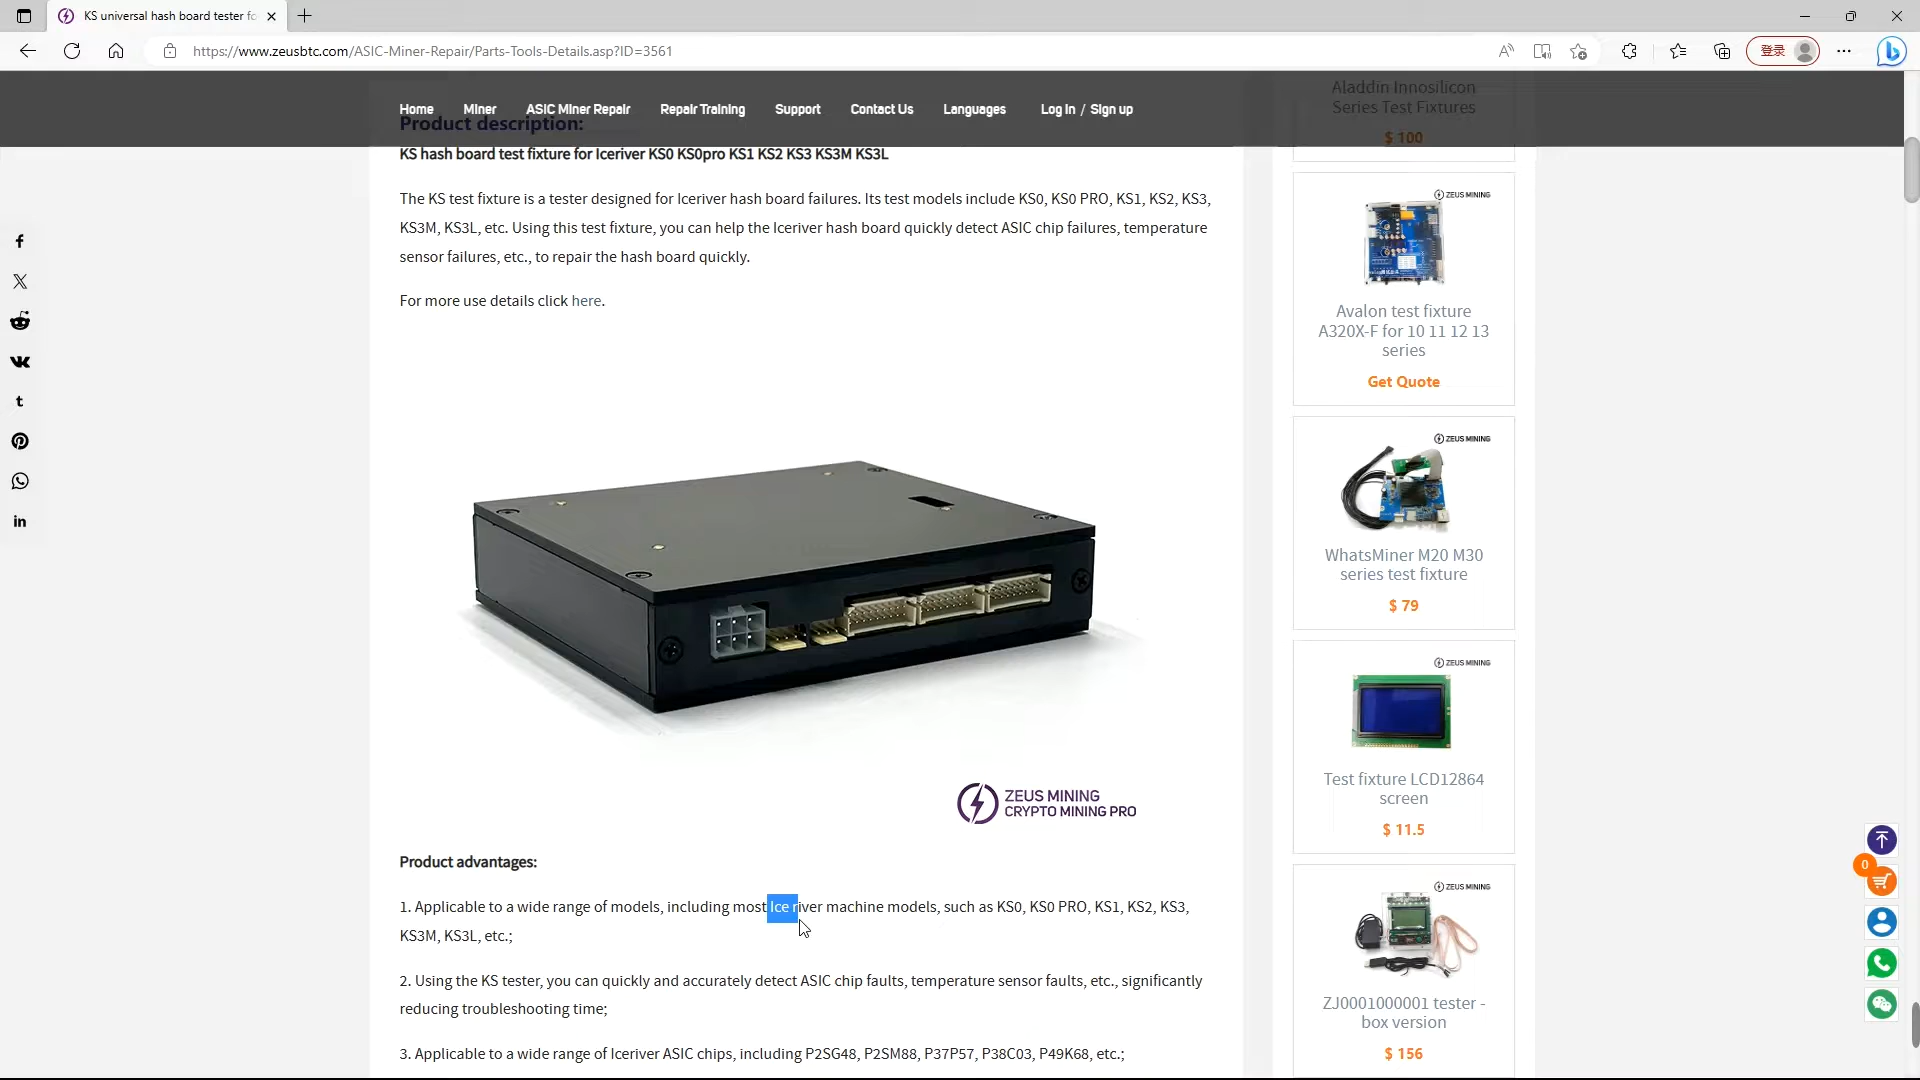 KS universal hash board tester fo
https://www.zeusbtc.com/ASIC-Miner-Repair/Parts-Tools-Details.asp?ID=3561
登录
Home
Miner
ASIC Miner Repair
Repair Training
Support
Contact Us
Languages
Log in / Sign up
Product description:
KS hash board test fixture for Iceriver KS0 KS0pro KS1 KS2 KS3 KS3M KS3L
The KS test fixture is a tester designed for Iceriver hash board failures. Its test models include KS0, KS0 PRO, KS1, KS2, KS3,
KS3M, KS3L, etc. Using this test fixture, you can help the Iceriver hash board quickly detect ASIC chip failures, temperature
sensor failures, etc., to repair the hash board quickly.
For more use details click here.
ZEUS MINING
CRYPTO MINING PRO
Product advantages:
1. Applicable to a wide range of models, including most Ice river machine models, such as KS0, KS0 PRO, KS1, KS2, KS3,
KS3M, KS3L, etc.;
2. Using the KS tester, you can quickly and accurately detect ASIC chip faults, temperature sensor faults, etc., significantly
reducing troubleshooting time;
3. Applicable to a wide range of Iceriver ASIC chips, including P2SG48, P2SM88, P37P57, P38C03, P49K68, etc.;
Aladdin Innosilicon
Series Test Fixtures
$ 100
ZEUS MINING
Avalon test fixture
A320X-F for 10 11 12 13
series
Get Quote
ZEUS MINING
WhatsMiner M20 M30
series test fixture
$ 79
ZEUS MINING
Test fixture LCD12864
screen
$ 11.5
ZEUS MINING
ZJ0001000001 tester -
box version
$ 156
0